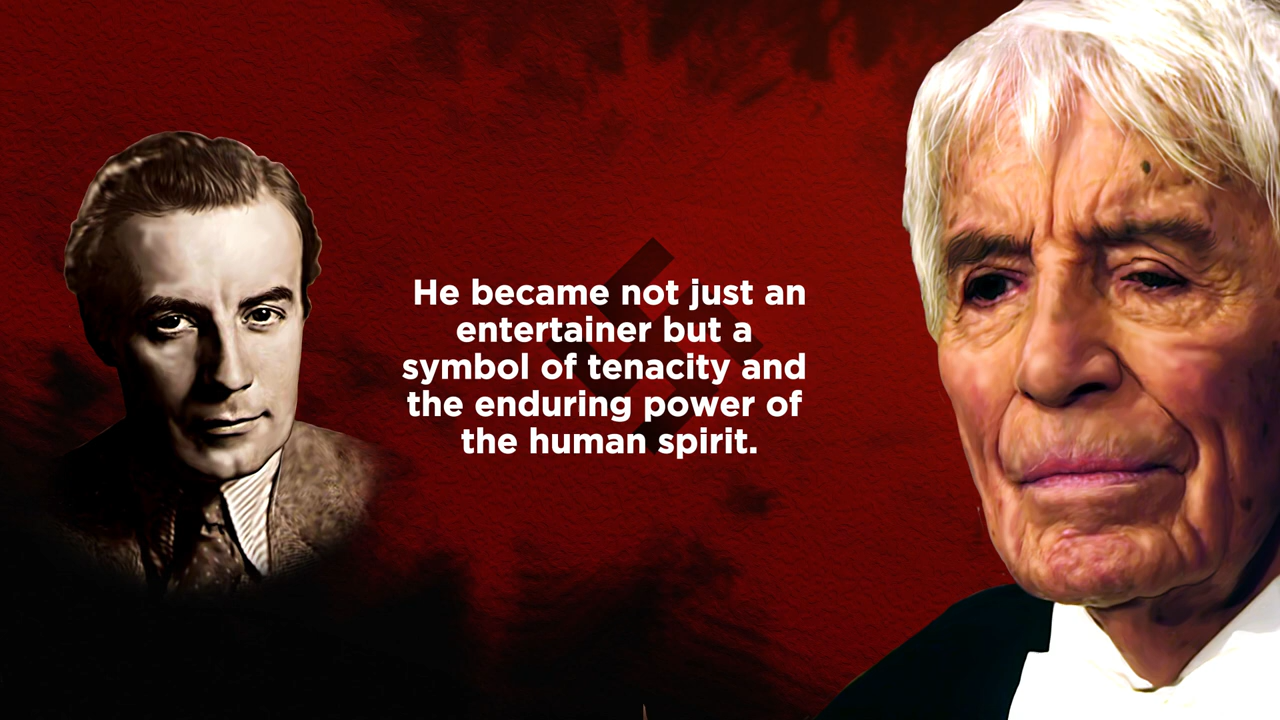 He became not just an
entertainer but a
symbol of tenacity and
the enduring power of
the human spirit.